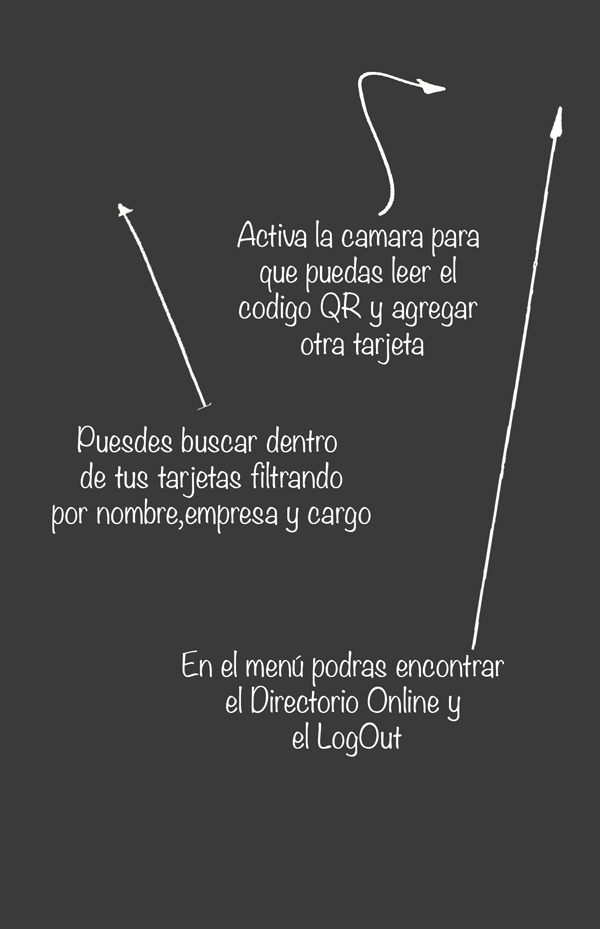 Activa la camara para
que puedas leer el
codigo QR y agregar
otra tarjeta
Puesdes buscar dentro
de tus tarjetas filtrando
por nombre,empresa y cargo
En el menú podras encontrar
el Directorio Online y
el LogOut